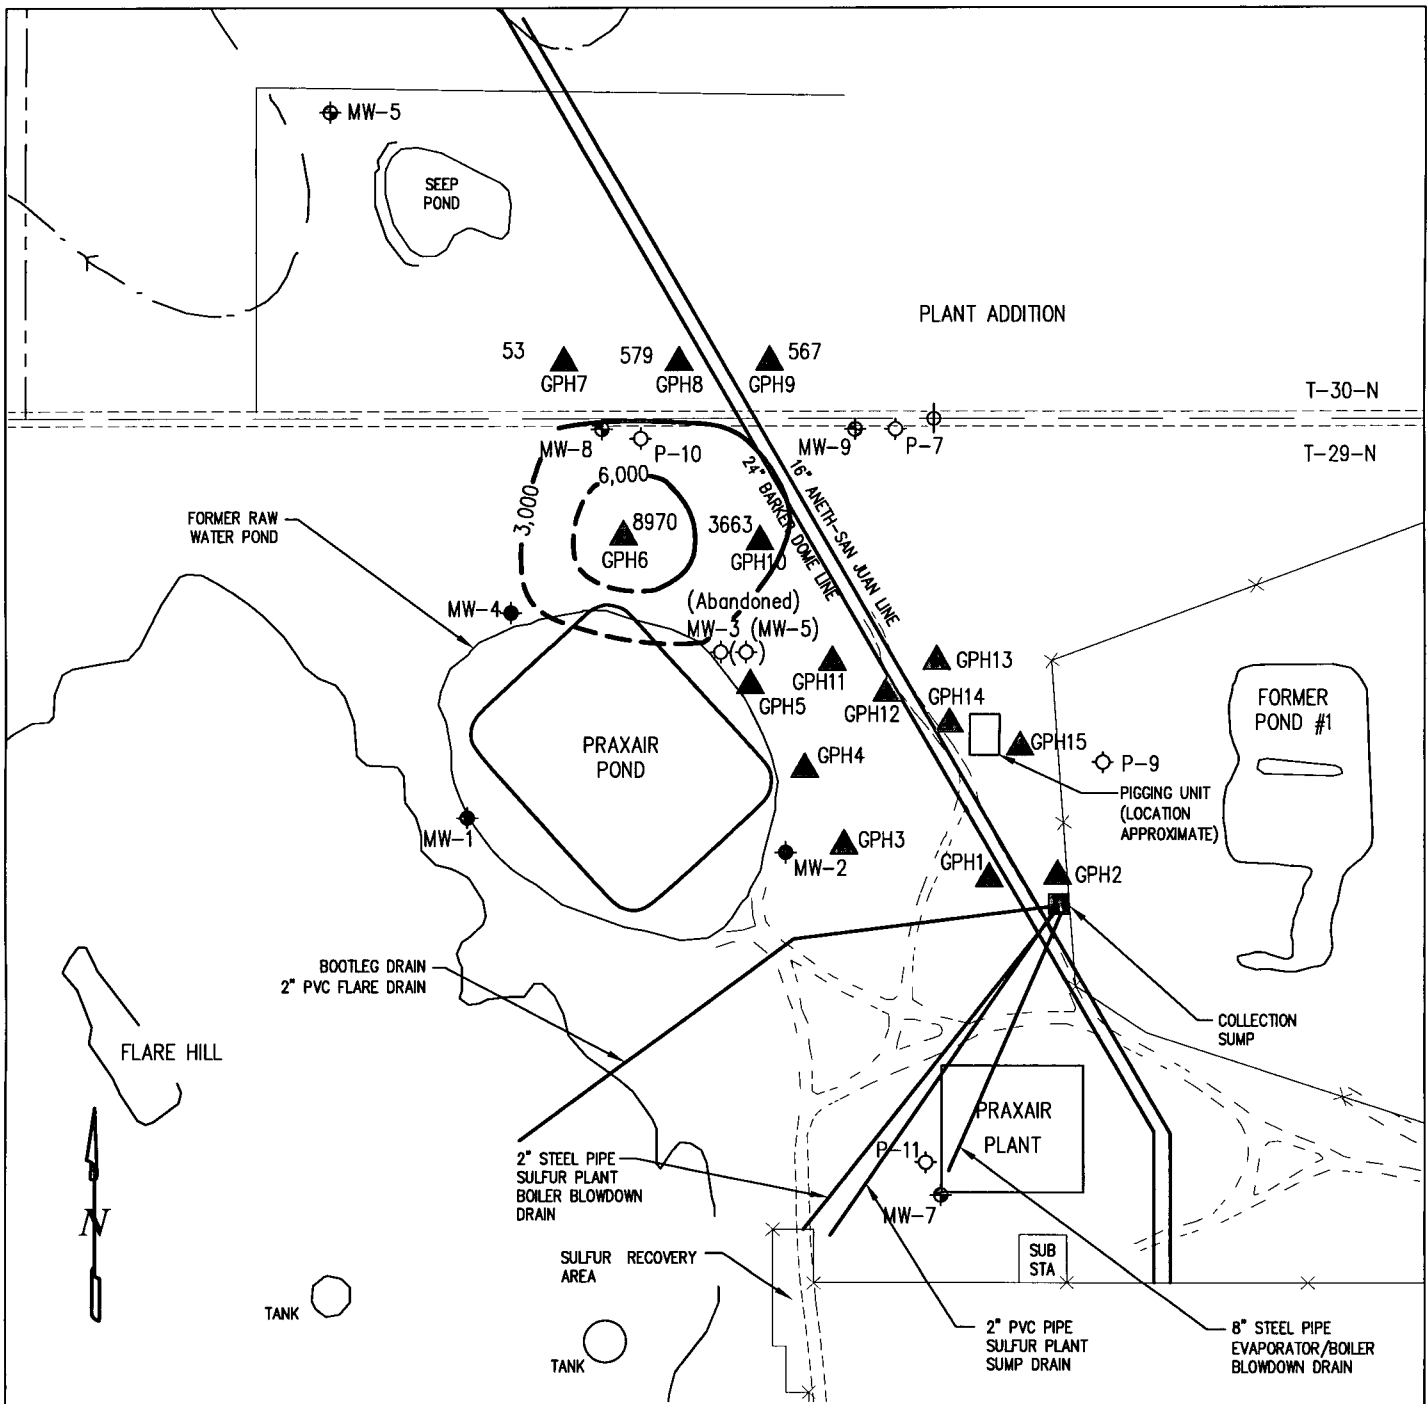 MW-5
SEEP
POND
PLANT ADDITION
53
579
567
GPH7
GPH8
GPH9
T-30-N
T-29-N
MW-8
P-10
MW-9
P-7
3,000
6,000
24" BARKER DOME LINE
16" ANETH-SAN JUAN LINE
FORMER RAW
WATER POND
8970
GPH6
3663
GPH10
MW-4
(Abandoned)
MW-3 (MW-5)
( )
GPH5
GPH11
GPH12
GPH13
GPH14
GPH15
FORMER
POND #1
PRAXAIR
POND
GPH4
P-9
PIGGING UNIT
(LOCATION
APPROXIMATE)
MW-1
MW-2
GPH3
GPH1
GPH2
BOOTLEG DRAIN
2" PVC FLARE DRAIN
COLLECTION
SUMP
FLARE HILL
PRAXAIR
PLANT
P-11
MW-7
2" STEEL PIPE
SULFUR PLANT
BOILER BLOWDOWN
DRAIN
N
SULFUR RECOVERY
AREA
SUB
STA
TANK
TANK
2" PVC PIPE
SULFUR PLANT
SUMP DRAIN
8" STEEL PIPE
EVAPORATOR/BOILER
BLOWDOWN DRAIN